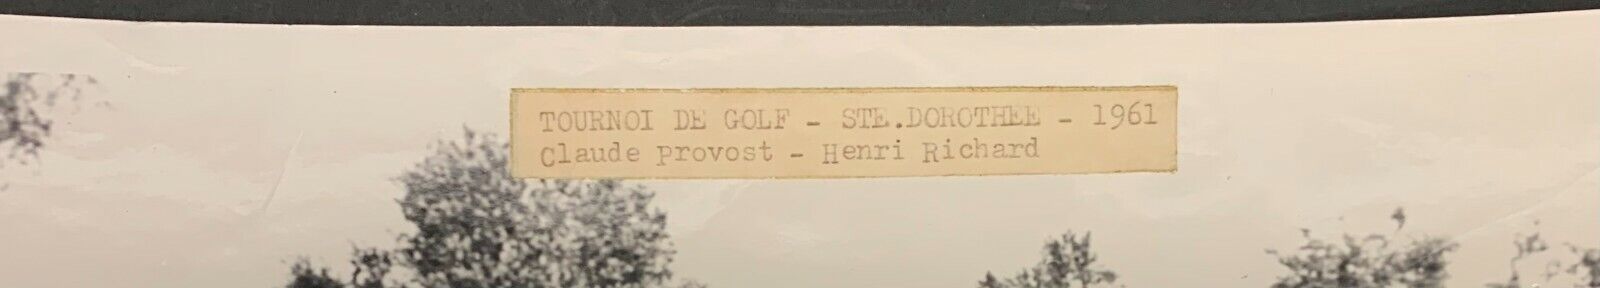 TOURNOI DE GOLF - STE.DOROTHEE - 1961
Claude Provost - Henri Richard